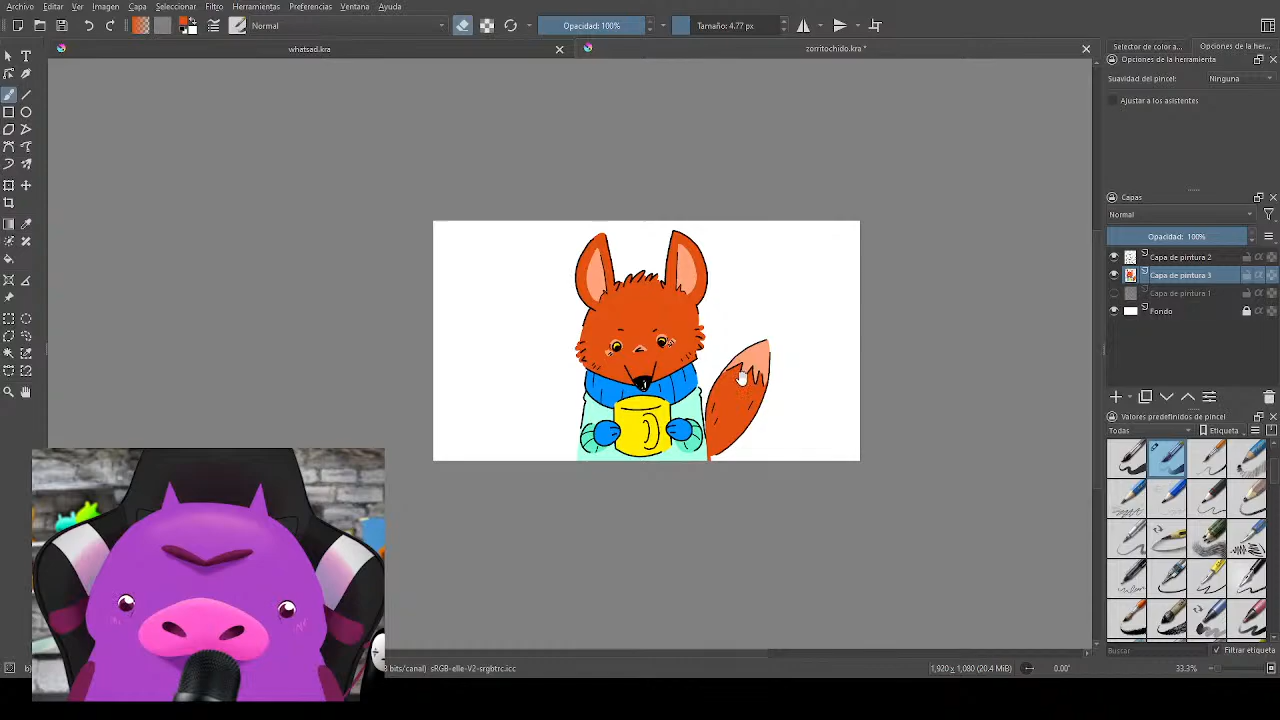 Archivo Editar Ver Imagen Capa Seleccionar Filtro Herramientas Preferencias Ventana Ayuda
Normal Opacidad: 100% Tamaño: 4.77 px
whatsad.kra zorritochido.kra *
Selector de color a... Opciones de la her...
Opciones de la herramienta
Suavidad del pincel: Ninguna
Ajustar a los asistentes
Capas
Normal
Opacidad: 100%
Capa de pintura 2
Capa de pintura 3
Capa de pintura 1
Fondo
Valores predefinidos de pincel
Todas Etiqueta
Buscar Filtrar etiqueta
bits/canal) sRGB-elle-V2-srgbtrc.icc 1,920 x 1,080 (20.4 MiB) 0.00° 33.3%